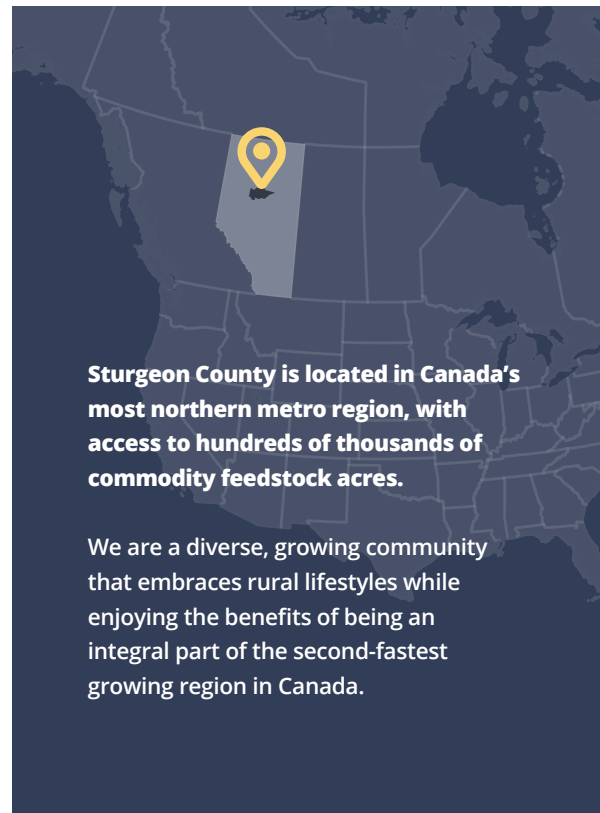 Sturgeon County is located in Canada’s
most northern metro region, with
access to hundreds of thousands of
commodity feedstock acres.
We are a diverse, growing community
that embraces rural lifestyles while
enjoying the benefits of being an
integral part of the second-fastest
growing region in Canada.